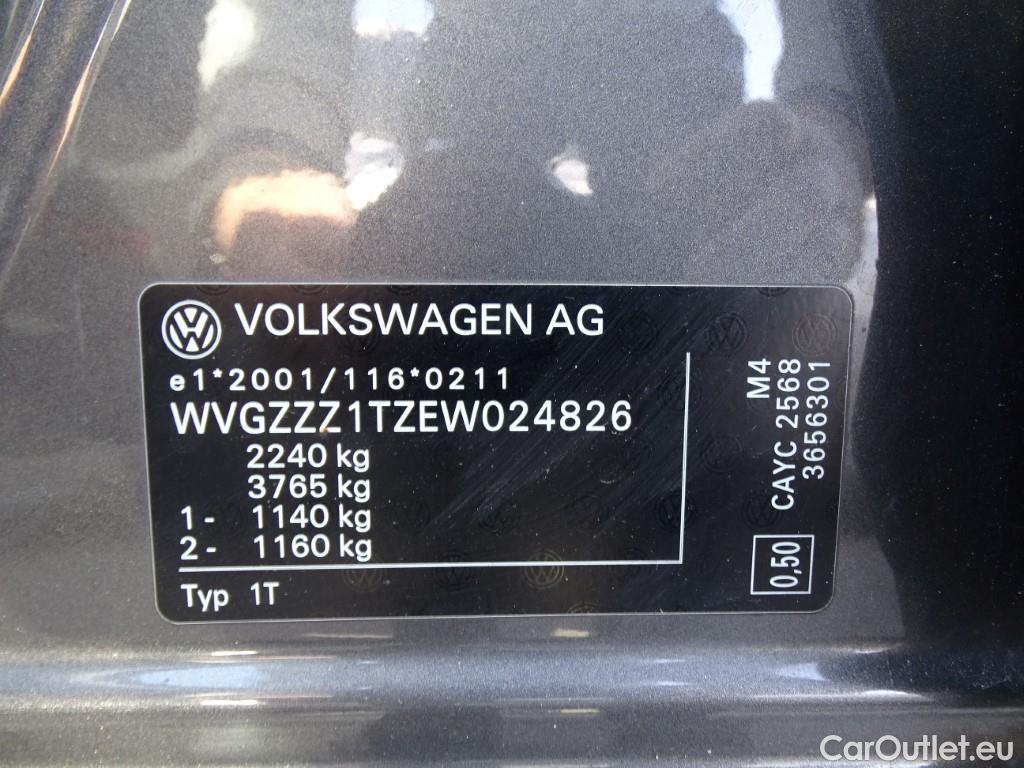 VOLKSWAGEN AG
e1*2001/116*0211
WVGZZZ1TZEW024826
2240 kg
3765 kg
1- 1140 kg
2- 1160 kg
Typ 1T
M4
CAYC 2568
3656301
0,50
CarOutlet.eu